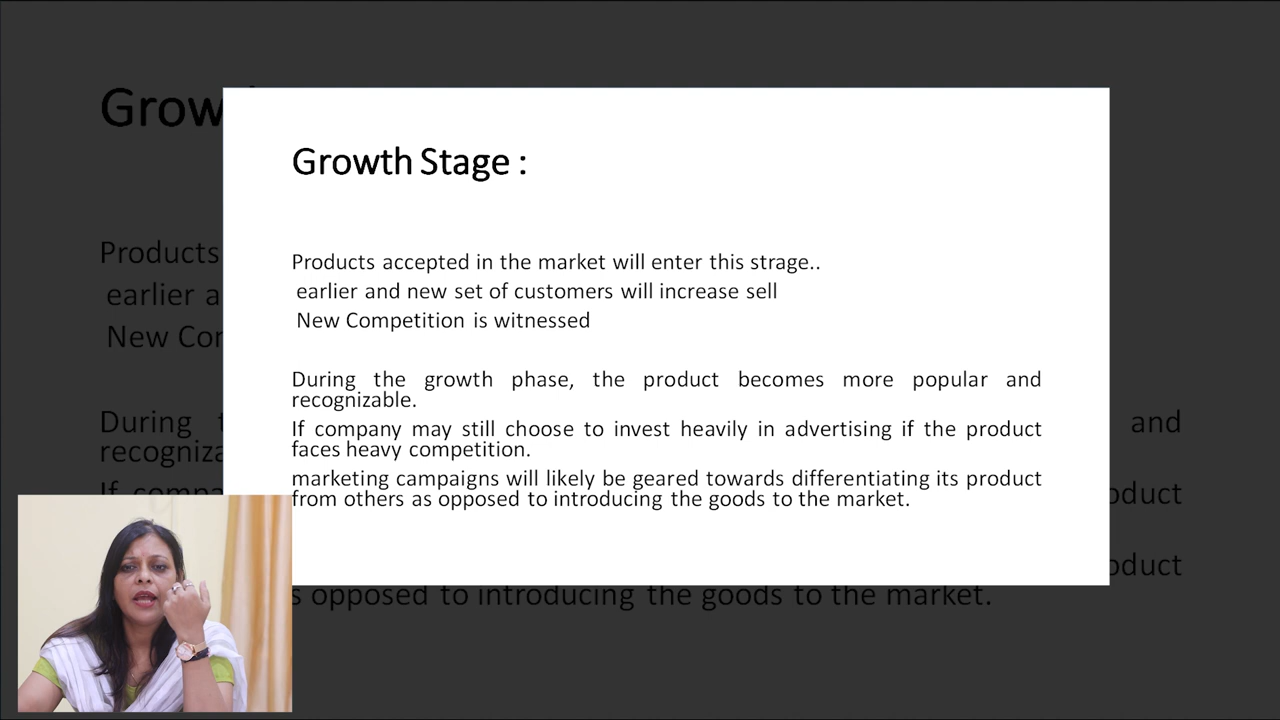 Growth Stage :
Products accepted in the market will enter this strage..
earlier and new set of customers will increase sell
New Competition is witnessed
During the growth phase, the product becomes more popular and
recognizable.
If company may still choose to invest heavily in advertising if the product
faces heavy competition.
marketing campaigns will likely be geared towards differentiating its product
from others as opposed to introducing the goods to the market.
Products
earlier a
New Cor
During
and
recogniza
If compa
oduct
oduct
s opposed to introducing the goods to the market.